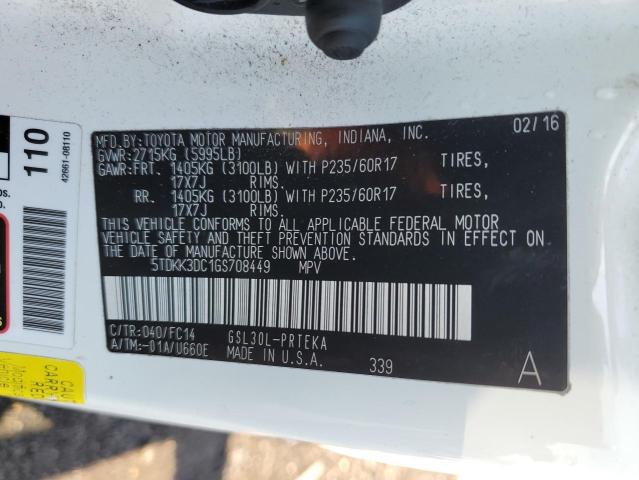 MFD.BY:TOYOTA MOTOR MANUFACTURING, INDIANA, INC. 02/16
GVWR:2715KG (5995LB)
GAWR:FRT. 1405KG (3100LB) WITH P235/60R17 TIRES,
17X7J RIMS.
RR. 1405KG (3100LB) WITH P235/60R17 TIRES,
17X7J RIMS.
THIS VEHICLE CONFORMS TO ALL APPLICABLE FEDERAL MOTOR
VEHICLE SAFETY AND THEFT PREVENTION STANDARDS IN EFFECT ON
THE DATE OF MANUFACTURE SHOWN ABOVE.
5TDKK3DC1GS708449 MPV
C/TR:040/FC14 GSL30L-PRTEKA
A/TM:-01A/U660E MADE IN U.S.A. 339 A
110
42661-08110